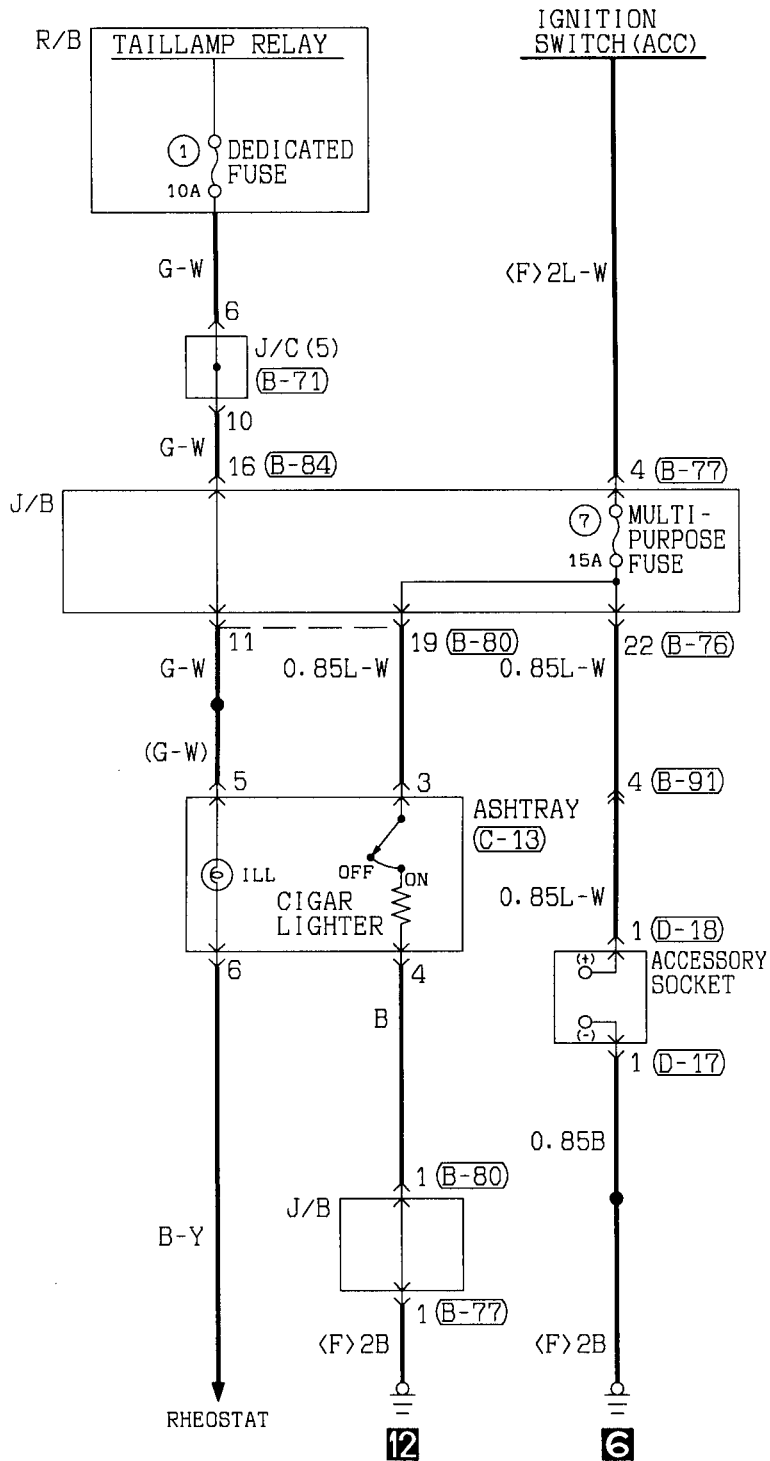 IGNITION
SWITCH(ACC)
R/B
TAILLAMP RELAY
1
DEDICATED
FUSE
10A
G-W
<F>2L-W
6
J/C(5)
B-71
10
G-W
16 B-84
4 B-77
J/B
7
MULTI-
PURPOSE
FUSE
15A
11
19 B-80
22 B-76
G-W
0.85L-W
0.85L-W
(G-W)
5
3
4 B-91
ASHTRAY
C-13
ILL
OFF
ON
CIGAR
LIGHTER
0.85L-W
1 D-18
(+)
ACCESSORY
SOCKET
(-)
6
4
B
1 D-17
0.85B
1 B-80
J/B
B-Y
1 B-77
<F>2B
<F>2B
RHEOSTAT
12
6